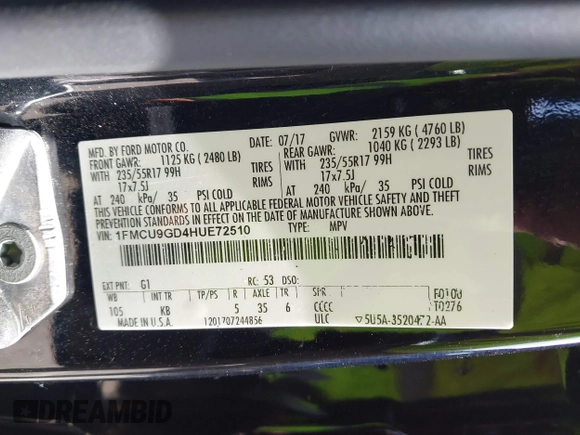 MFD. BY FORD MOTOR CO. DATE: 07/17 GVWR: 2159 KG ( 4760 LB)
FRONT GAWR: 1125 KG ( 2480 LB) REAR GAWR: 1040 KG ( 2293 LB)
WITH 235/55R17 99H TIRES WITH 235/55R17 99H TIRES
17x7.5J RIMS 17x7.5J RIMS
AT 240 kPa/ 35 PSI COLD AT 240 kPa/ 35 PSI COLD
THIS VEHICLE CONFORMS TO ALL APPLICABLE FEDERAL MOTOR VEHICLE SAFETY AND THEFT
PREVENTION STANDARDS IN EFFECT ON THE DATE OF MANUFACTURE SHOWN ABOVE.
VIN: 1FMCU9GD4HUE72510 TYPE: MPV
EXT PNT: G1 RC: 53 DSO:
WB TP/PS R AXLE TR SPR
105 KB 5 35 6 CCCC T0276
MADE IN U.S.A. 1201707244856 ULC ▽5U5A-3520472-AA
DREAMBID